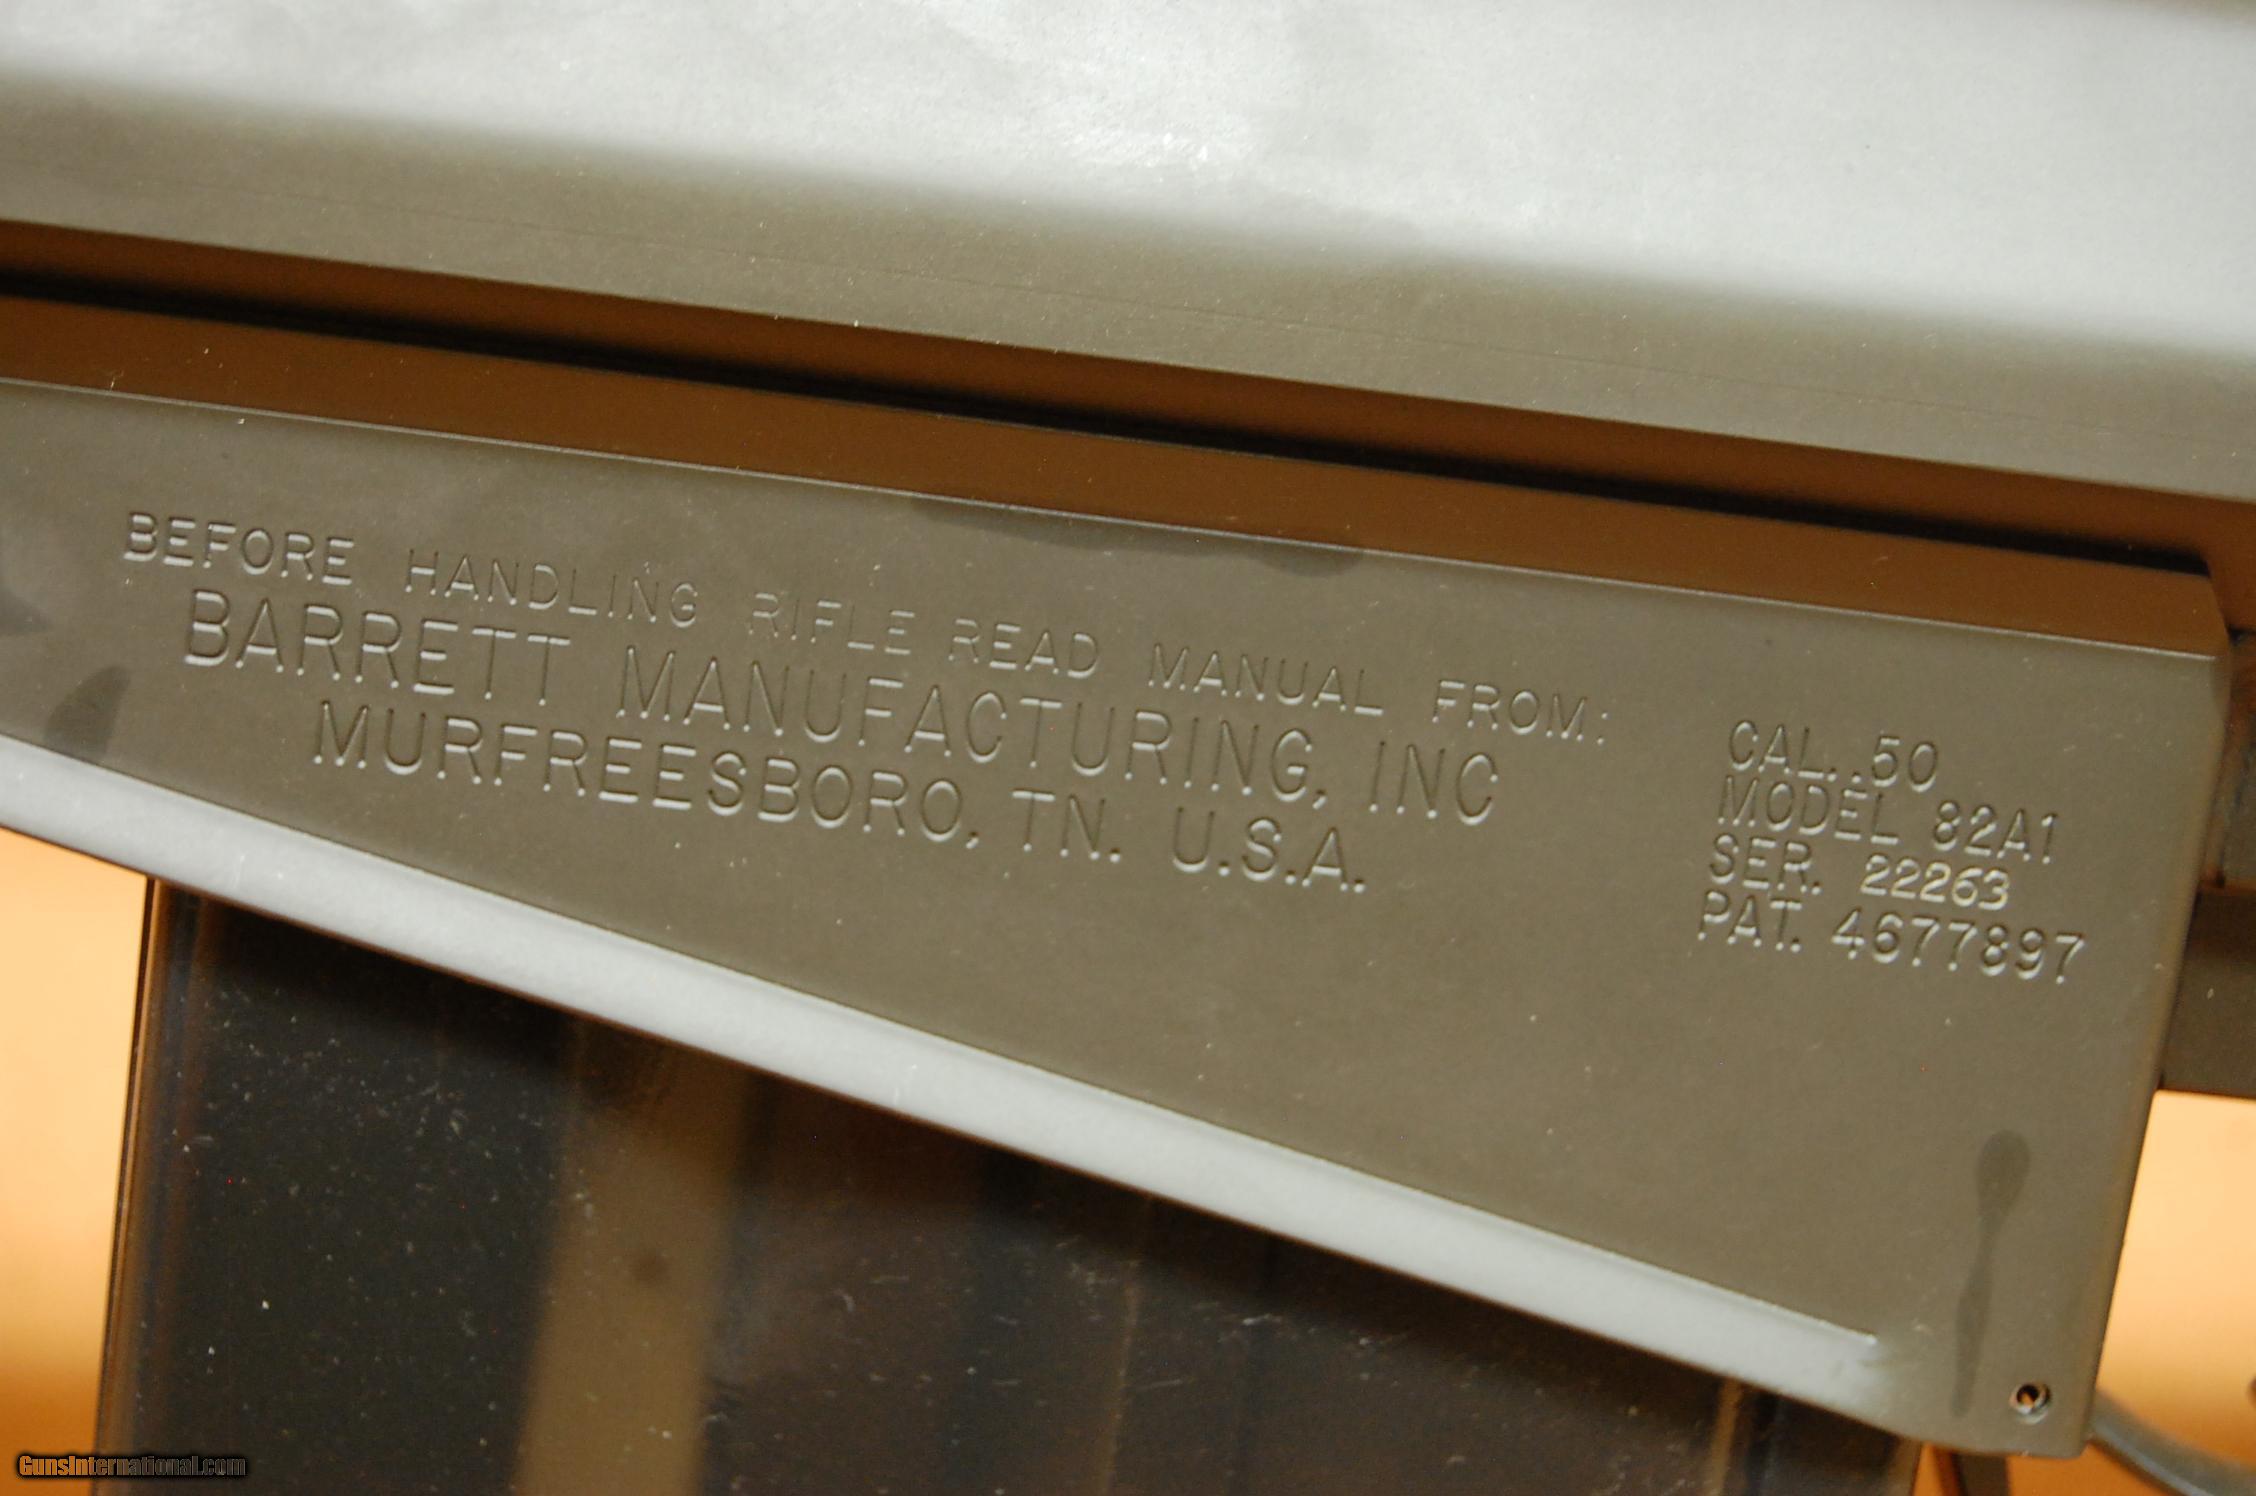 BEFORE HANDLING RIFLE READ MANUAL FROM:
BARRETT MANUFACTURING, INC
MURFREESBORO, TN. U.S.A.
CAL. .50
MODEL 82A1
SER. 22263
PAT. 4677897
GunsInternational.com